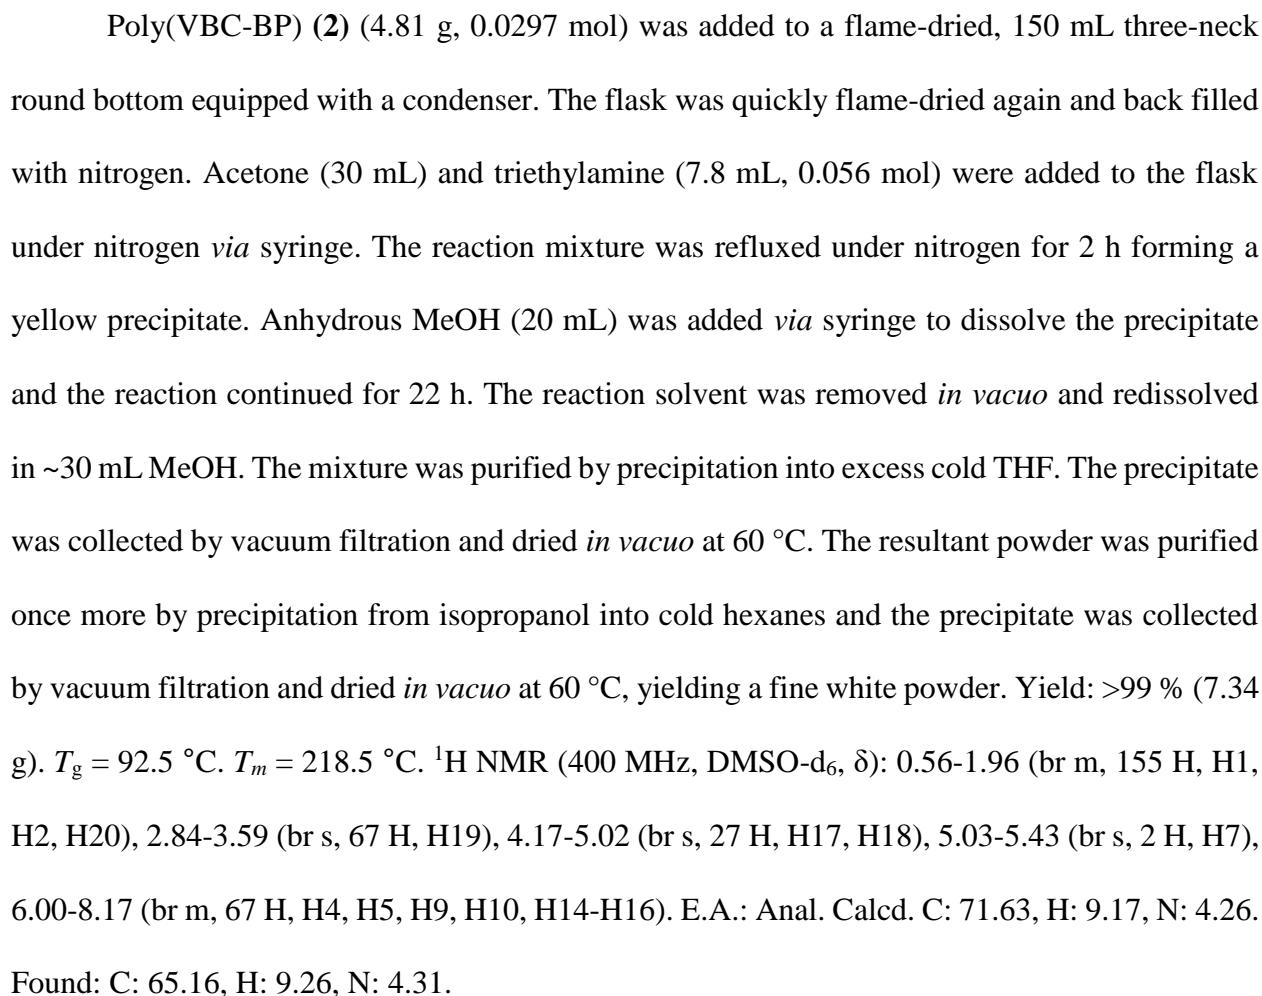 Poly(VBC-BP) (2) (4.81 g, 0.0297 mol) was added to a flame-dried, 150 mL three-neck
round bottom equipped with a condenser. The flask was quickly flame-dried again and back filled
with nitrogen. Acetone (30 mL) and triethylamine (7.8 mL, 0.056 mol) were added to the flask
under nitrogen via syringe. The reaction mixture was refluxed under nitrogen for 2 h forming a
yellow precipitate. Anhydrous MeOH (20 mL) was added via syringe to dissolve the precipitate
and the reaction continued for 22 h. The reaction solvent was removed in vacuo and redissolved
in ~30 mL MeOH. The mixture was purified by precipitation into excess cold THF. The precipitate
was collected by vacuum filtration and dried in vacuo at 60 °C. The resultant powder was purified
once more by precipitation from isopropanol into cold hexanes and the precipitate was collected
by vacuum filtration and dried in vacuo at 60 °C, yielding a fine white powder. Yield: >99 % (7.34
g). Tg = 92.5 °C. Tm = 218.5 °C. ¹H NMR (400 MHz, DMSO-d₆, δ): 0.56-1.96 (br m, 155 H, H1,
H2, H20), 2.84-3.59 (br s, 67 H, H19), 4.17-5.02 (br s, 27 H, H17, H18), 5.03-5.43 (br s, 2 H, H7),
6.00-8.17 (br m, 67 H, H4, H5, H9, H10, H14-H16). E.A.: Anal. Calcd. C: 71.63, H: 9.17, N: 4.26.
Found: C: 65.16, H: 9.26, N: 4.31.